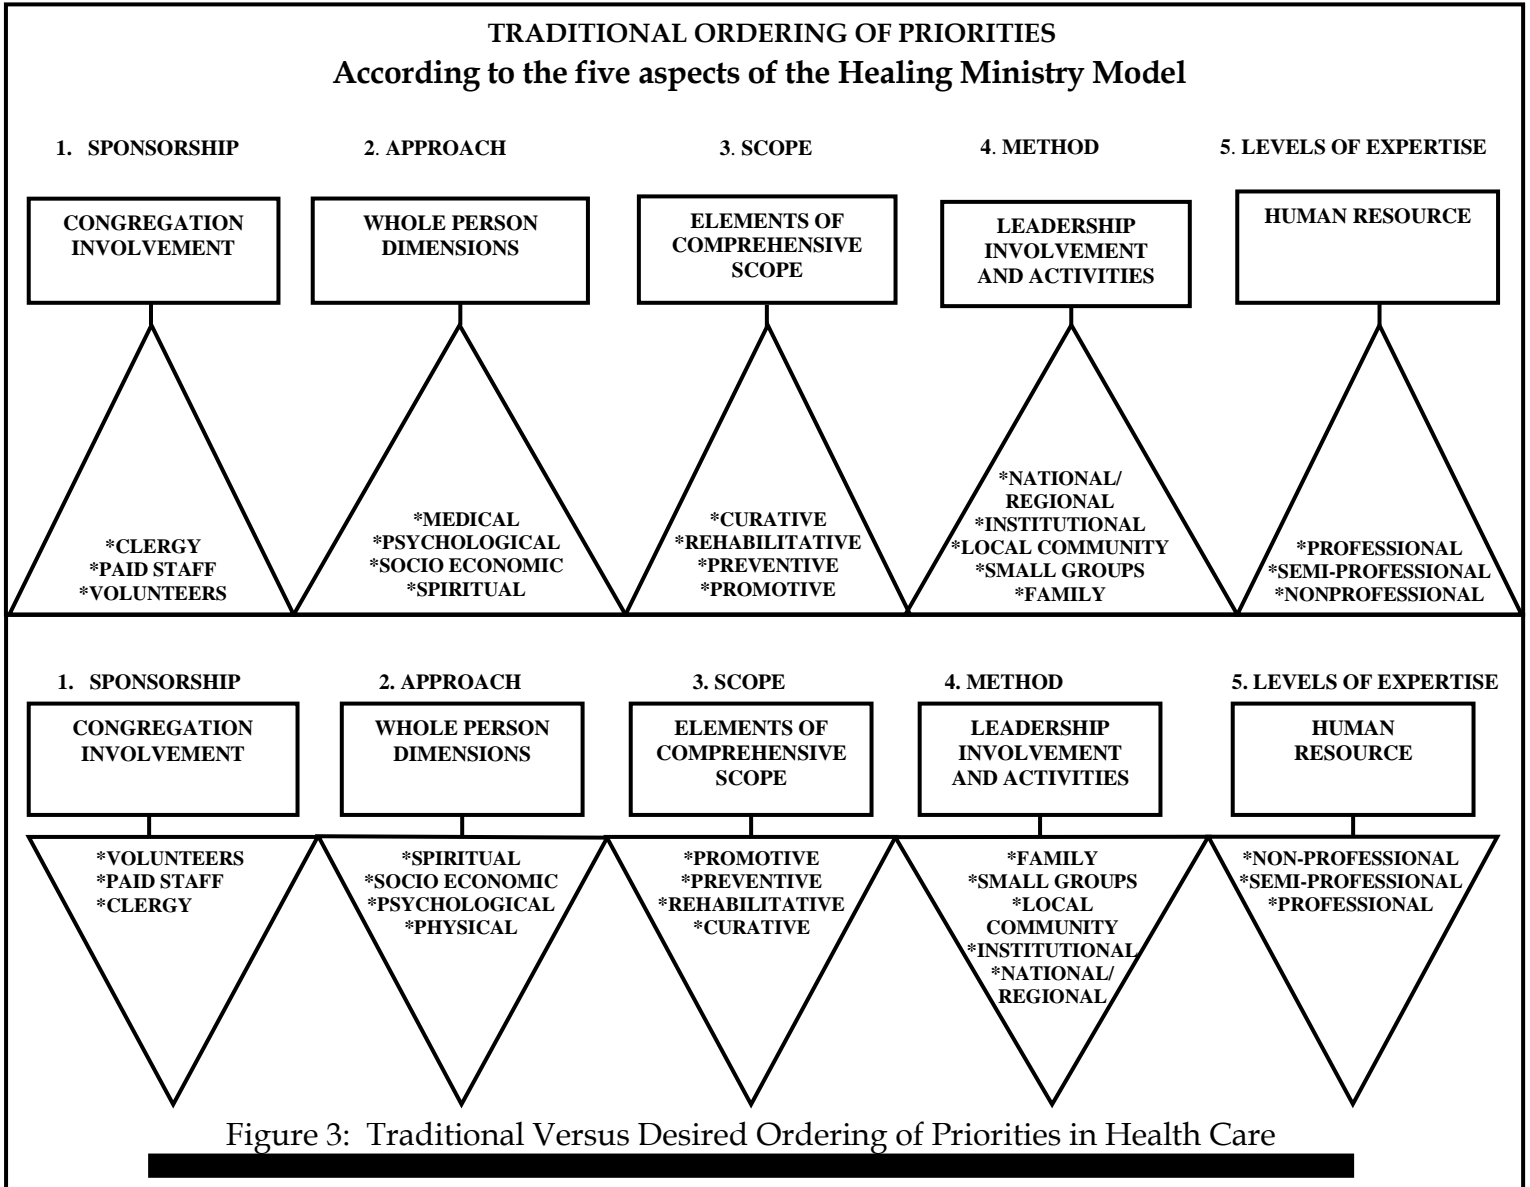 TRADITIONAL ORDERING OF PRIORITIES
According to the five aspects of the Healing Ministry Model
1. SPONSORSHIP
2. APPROACH
3. SCOPE
4. METHOD
5. LEVELS OF EXPERTISE
CONGREGATION
INVOLVEMENT
WHOLE PERSON
DIMENSIONS
ELEMENTS OF
COMPREHENSIVE
SCOPE
LEADERSHIP
INVOLVEMENT
AND ACTIVITIES
HUMAN RESOURCE
*CLERGY
*PAID STAFF
*VOLUNTEERS
*MEDICAL
*PSYCHOLOGICAL
*SOCIO ECONOMIC
*SPIRITUAL
*CURATIVE
*REHABILITATIVE
*PREVENTIVE
*PROMOTIVE
*NATIONAL/
REGIONAL
*INSTITUTIONAL
*LOCAL COMMUNITY
*SMALL GROUPS
*FAMILY
*PROFESSIONAL
*SEMI-PROFESSIONAL
*NONPROFESSIONAL
1. SPONSORSHIP
2. APPROACH
3. SCOPE
4. METHOD
5. LEVELS OF EXPERTISE
CONGREGATION
INVOLVEMENT
WHOLE PERSON
DIMENSIONS
ELEMENTS OF
COMPREHENSIVE
SCOPE
LEADERSHIP
INVOLVEMENT
AND ACTIVITIES
HUMAN
RESOURCE
*VOLUNTEERS
*PAID STAFF
*CLERGY
*SPIRITUAL
*SOCIO ECONOMIC
*PSYCHOLOGICAL
*PHYSICAL
*PROMOTIVE
*PREVENTIVE
*REHABILITATIVE
*CURATIVE
*FAMILY
*SMALL GROUPS
*LOCAL
COMMUNITY
*INSTITUTIONAL
*NATIONAL/
REGIONAL
*NON-PROFESSIONAL
*SEMI-PROFESSIONAL
*PROFESSIONAL
Figure 3: Traditional Versus Desired Ordering of Priorities in Health Care